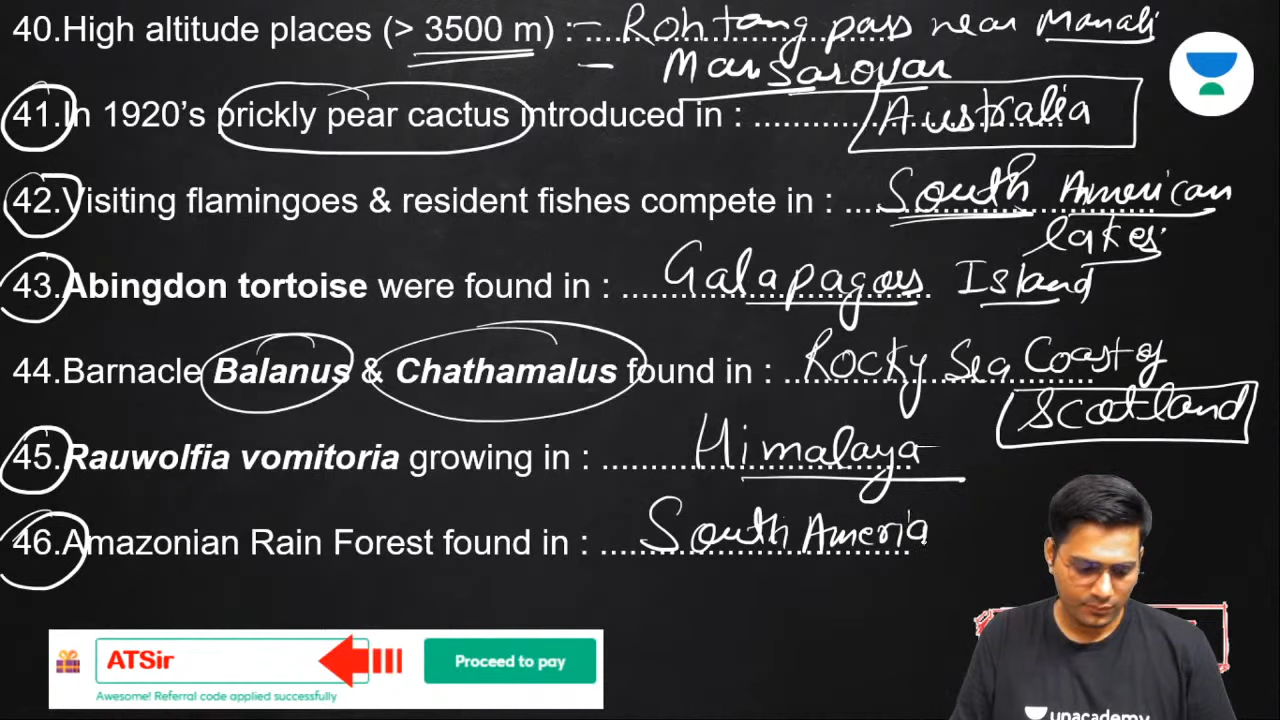 40.High altitude places (> 3500 m) :- Rohtang pass near Manali
- Mansarovar
41.In 1920's prickly pear cactus introduced in : .......... Australia
42.Visiting flamingoes & resident fishes compete in : .......... South American
lakes
43.Abingdon tortoise were found in : .......... Galapagoes Island
44.Barnacle Balanus & Chathamalus found in : .......... Rocky Sea Coast of
Scotland
45.Rauwolfia vomitoria growing in : .......... Himalaya
46.Amazonian Rain Forest found in : .......... South Ameria
ATSir
Proceed to pay
Awesome! Referral code applied successfully
unacademy